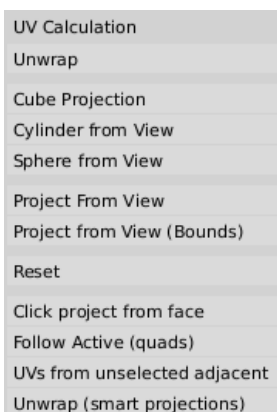 UV Calculation
Unwrap
Cube Projection
Cylinder from View
Sphere from View
Project From View
Project from View (Bounds)
Reset
Click project from face
Follow Active (quads)
UVs from unselected adjacent
Unwrap (smart projections)